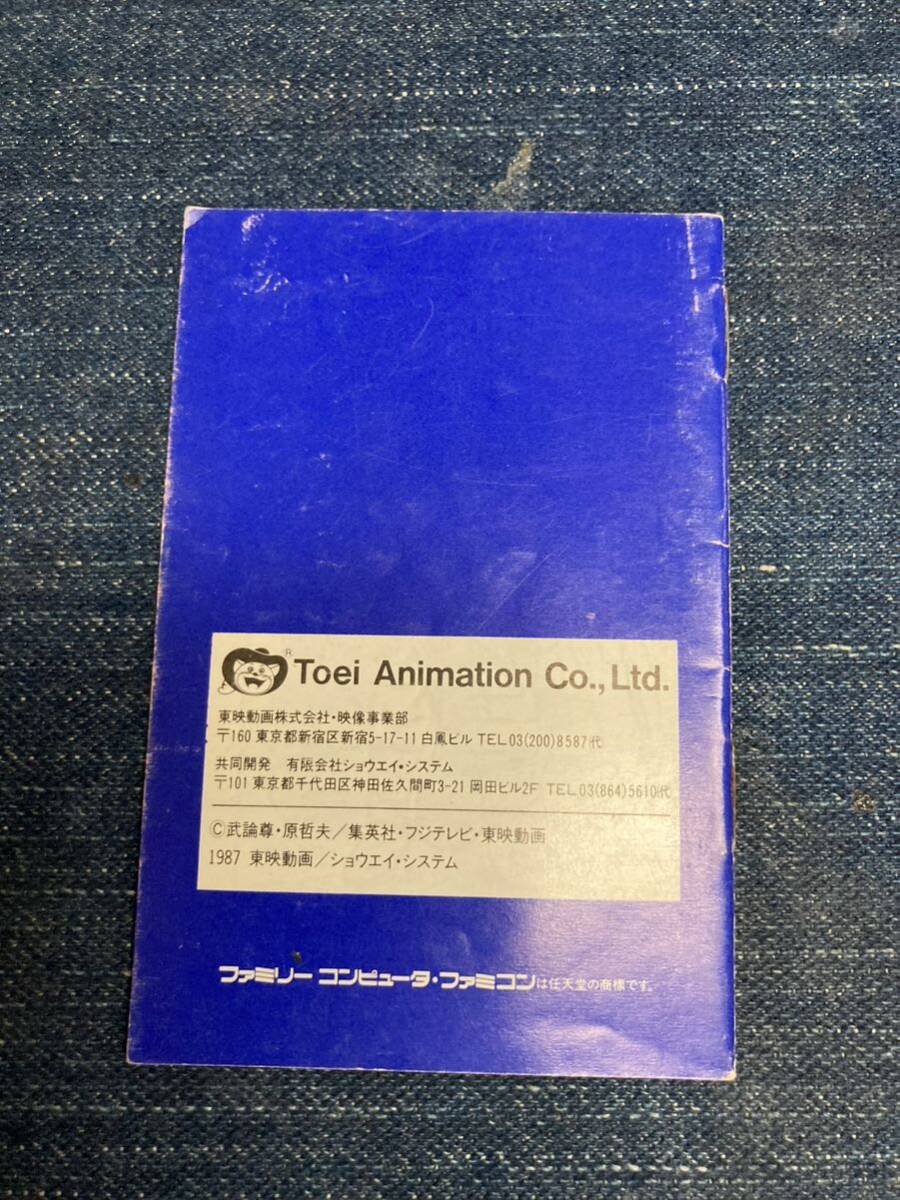 ®
Toei Animation Co., Ltd.
東映動画株式会社・映像事業部
〒160 東京都新宿区新宿5-17-11 白鳳ビル TEL 03(200)8587代
共同開発 有限会社ショウエイ・システム
〒101 東京都千代田区神田佐久間町3-21 岡田ビル2F TEL.03(864)5610代
©武論尊・原哲夫／集英社・フジテレビ・東映動画
1987 東映動画／ショウエイ・システム
ファミリー コンピュータ・ファミコンは任天堂の商標です。